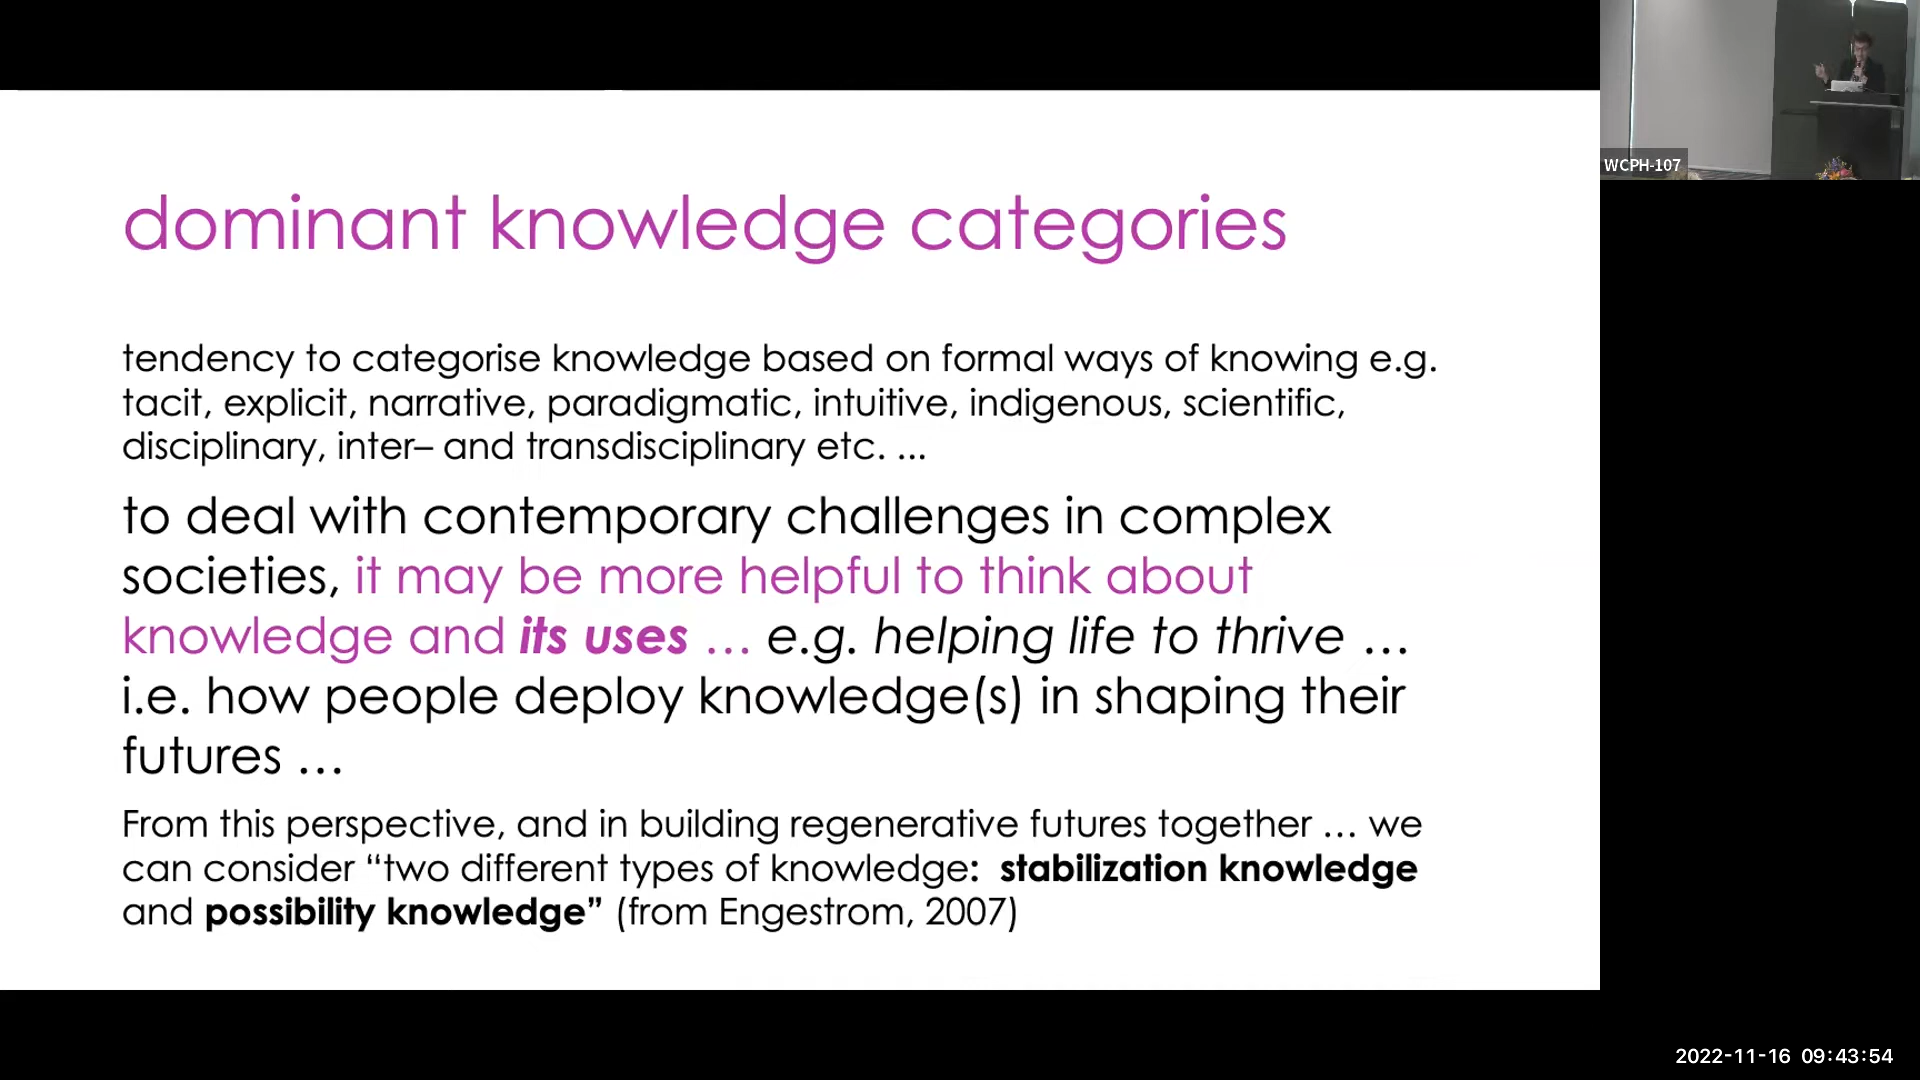 dominant knowledge categories
tendency to categorise knowledge based on formal ways of knowing e.g.
tacit, explicit, narrative, paradigmatic, intuitive, indigenous, scientific,
disciplinary, inter– and transdisciplinary etc. ...
to deal with contemporary challenges in complex
societies, it may be more helpful to think about
knowledge and its uses … e.g. helping life to thrive …
i.e. how people deploy knowledge(s) in shaping their
futures …
From this perspective, and in building regenerative futures together … we
can consider “two different types of knowledge:  stabilization knowledge
and possibility knowledge” (from Engestrom, 2007)
WCPH-107
2022-11-16 09:43:54